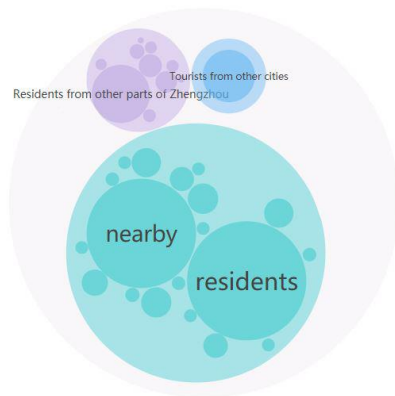 Tourists from other cities
Residents from other parts of Zhengzhou
nearby
residents